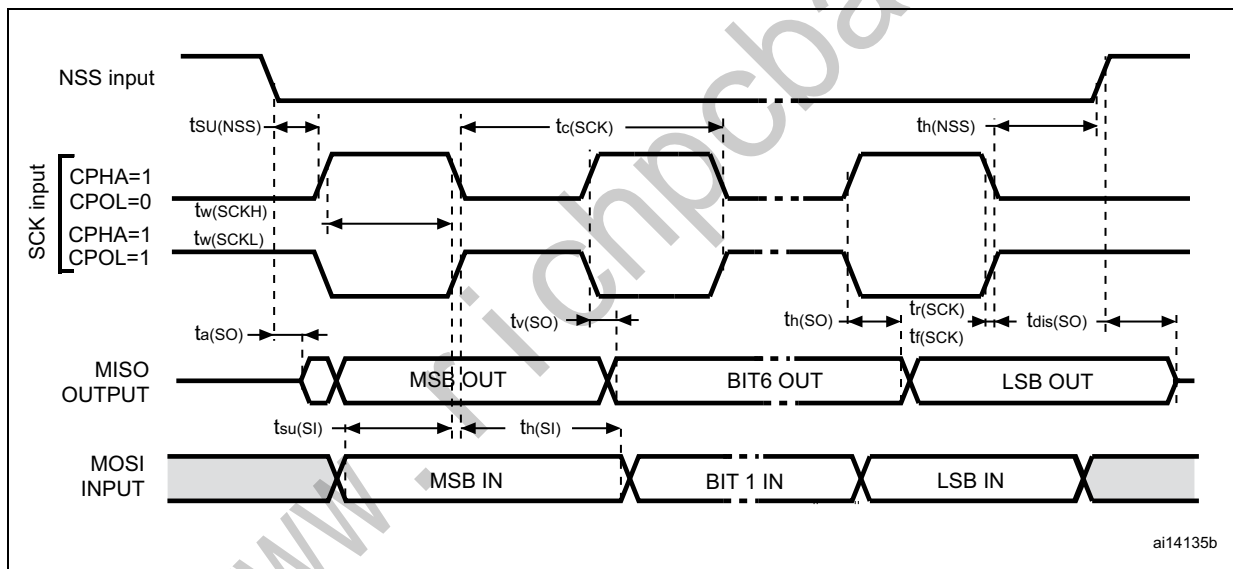 NSS input
tSU(NSS)
tc(SCK)
th(NSS)
SCK input
CPHA=1
CPOL=0
tw(SCKH)
CPHA=1
CPOL=1
tw(SCKL)
ta(SO)
tv(SO)
th(SO)
tr(SCK)
tf(SCK)
tdis(SO)
MISO
OUTPUT
MSB OUT
BIT6 OUT
LSB OUT
tsu(SI)
th(SI)
MOSI
INPUT
MSB IN
BIT 1 IN
LSB IN
ai14135b